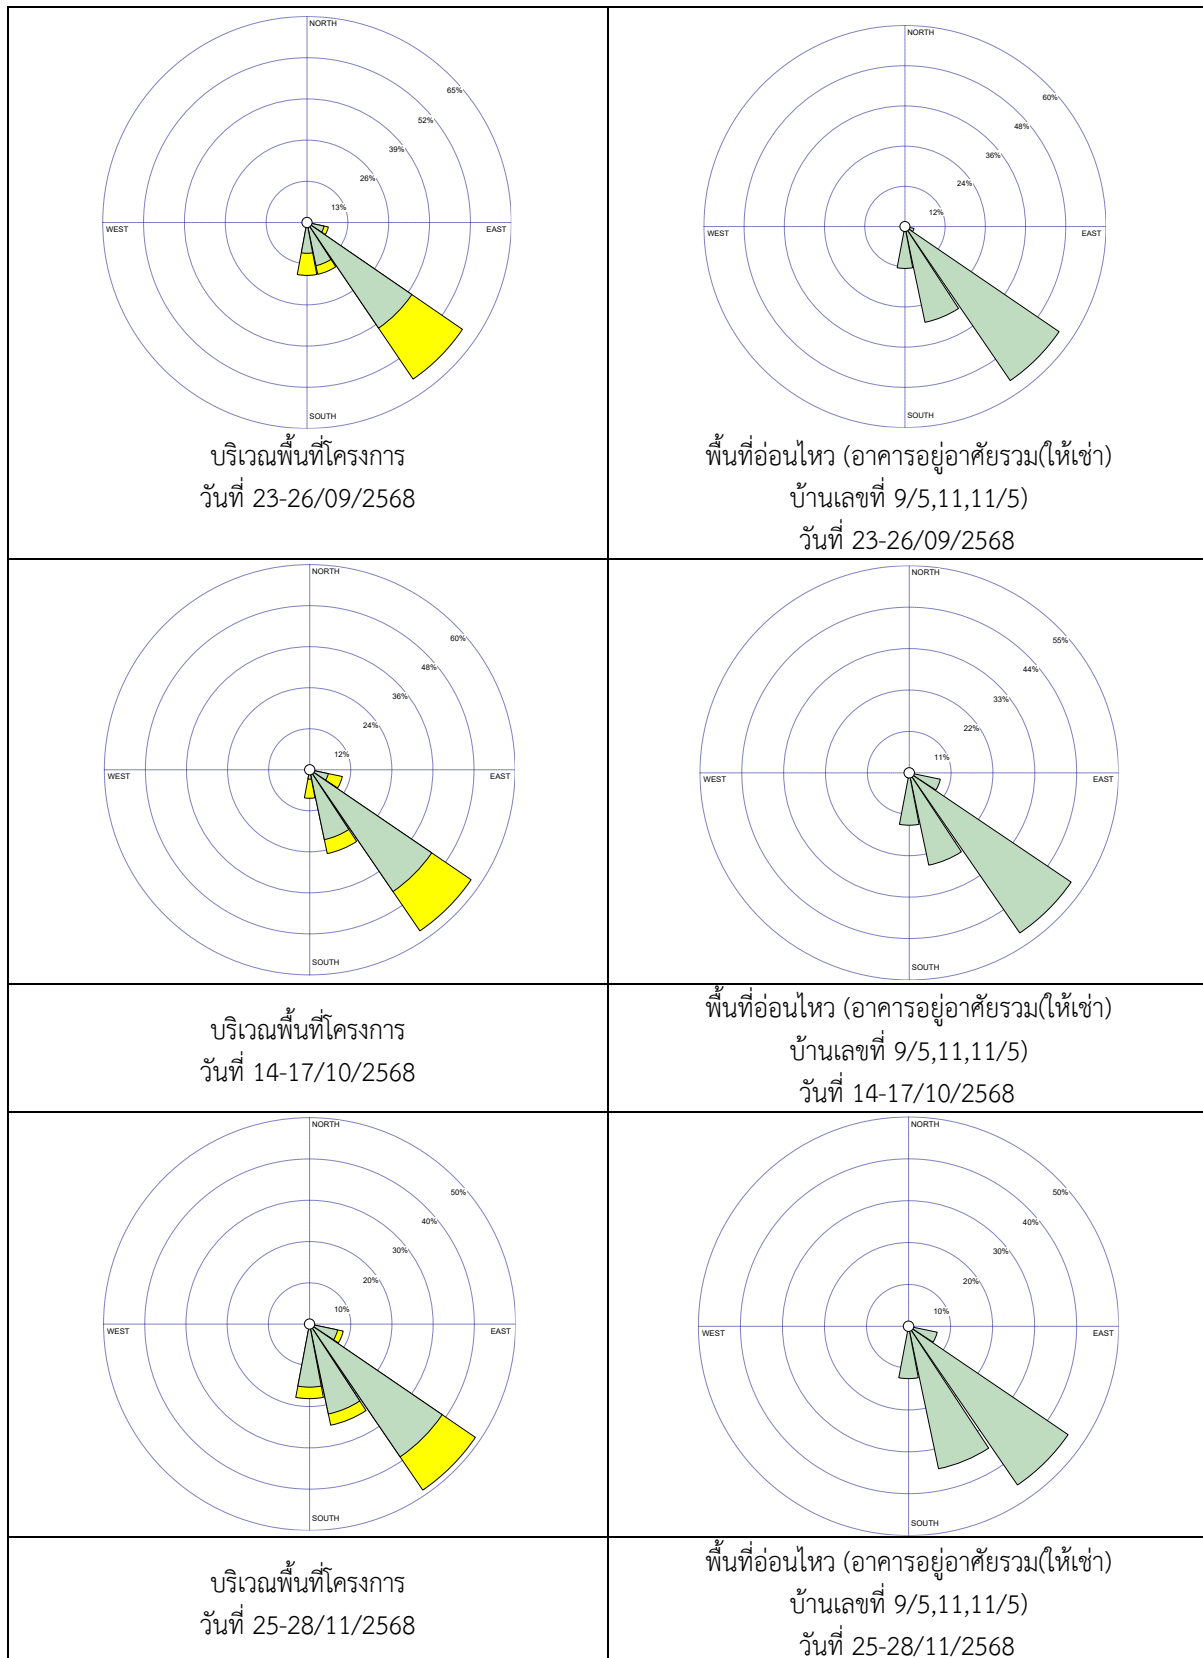 NORTH
65%
52%
39%
26%
13%
WEST
EAST
SOUTH
บริเวณพื้นที่โครงการ
วันที่ 23-26/09/2568
NORTH
60%
48%
36%
24%
12%
WEST
EAST
SOUTH
พื้นที่อ่อนไหว (อาคารอยู่อาศัยรวม(ให้เช่า)
บ้านเลขที่ 9/5,11,11/5)
วันที่ 23-26/09/2568
NORTH
60%
48%
36%
24%
12%
WEST
EAST
SOUTH
บริเวณพื้นที่โครงการ
วันที่ 14-17/10/2568
NORTH
55%
44%
33%
22%
11%
WEST
EAST
SOUTH
พื้นที่อ่อนไหว (อาคารอยู่อาศัยรวม(ให้เช่า)
บ้านเลขที่ 9/5,11,11/5)
วันที่ 14-17/10/2568
NORTH
50%
40%
30%
20%
10%
WEST
EAST
SOUTH
บริเวณพื้นที่โครงการ
วันที่ 25-28/11/2568
NORTH
50%
40%
30%
20%
10%
WEST
EAST
SOUTH
พื้นที่อ่อนไหว (อาคารอยู่อาศัยรวม(ให้เช่า)
บ้านเลขที่ 9/5,11,11/5)
วันที่ 25-28/11/2568